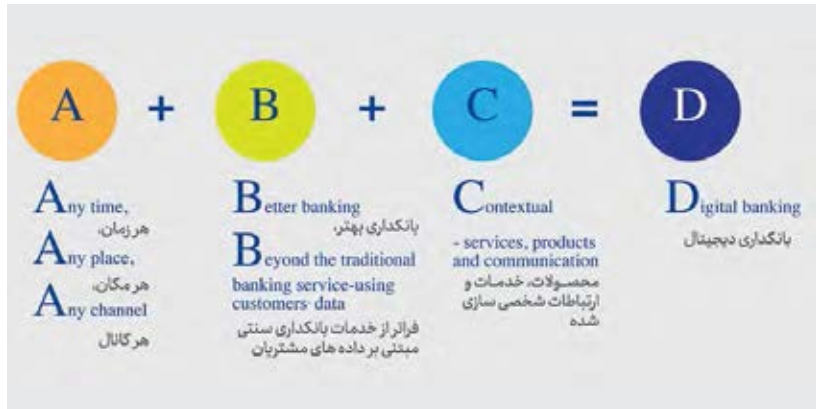 A + B + C = D
Any time,
هر زمان،
Any place,
هر مکان،
Any channel
هر کانال
Better banking
بانکداری بهتر،
Beyond the traditional
banking service-using
customers' data
فراتر از خدمات بانکداری سنتی
مبتنی بر داده های مشتریان
Contextual
- services, products
and communication
محصولات، خدمات و
ارتباطات شخصی سازی
شده
Digital banking
بانکداری دیجیتال